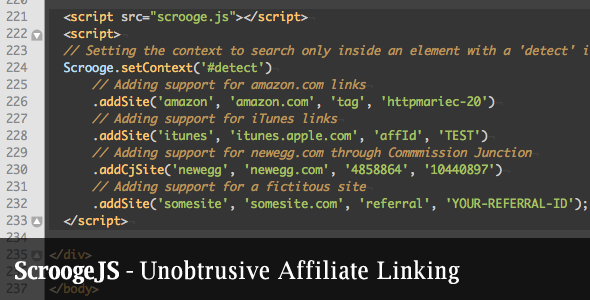 220
221 <script src="scrooge.js"></script>
222 <script>
223 // Setting the context to search only inside an element with a 'detect' i
224 Scrooge.setContext('#detect')
225 // Adding support for amazon.com links
226 .addSite('amazon', 'amazon.com', 'tag', 'httpmariec-20')
227 // Adding support for iTunes links
228 .addSite('itunes', 'itunes.apple.com', 'affId', 'TEST')
229 // Adding support for newegg.com through Commmission Junction
230 .addCjSite('newegg', 'newegg.com', '4858864', '10440897')
231 // Adding support for a fictitous site
232 .addSite('somesite', 'somesite.com', 'referral', 'YOUR-REFERRAL-ID');
233 </script>
234
235 </div>
ScroogeJS - Unobtrusive Affiliate Linking
237 </body>